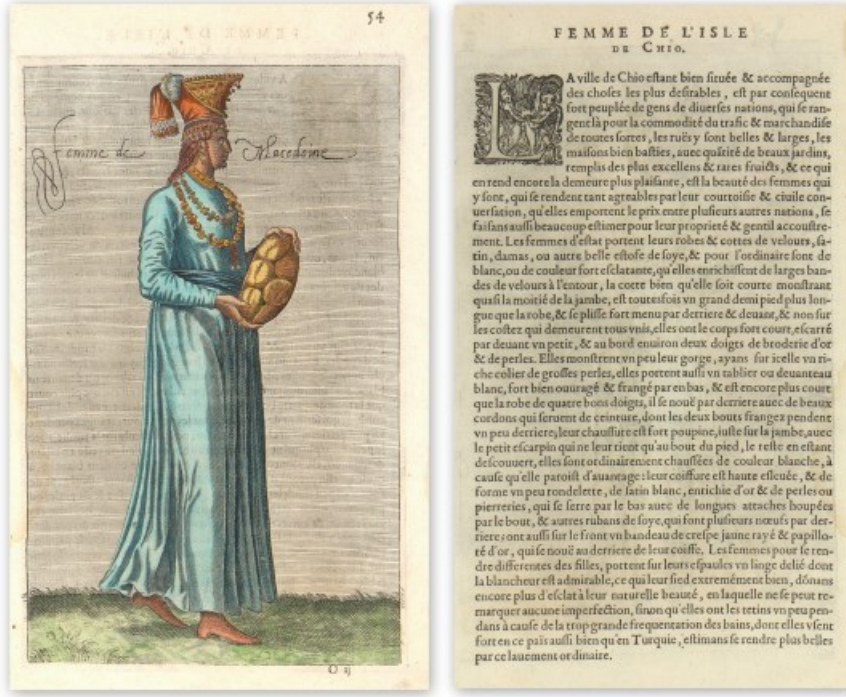 54
Femme de Macedoine
O ij
FEMME DE L'ISLE
DE CHIO.
LA ville de Chio estant bien située & accompagnée
des choses les plus desirables, est par consequent
fort peuplée de gens de diuerses nations, qui se ran-
gent là pour la commodité du trafic & marchandise
de toutes sortes, les ruës y sont belles & larges, les
maisons bien basties, auec quãtité de beaux jardins,
remplis des plus excellens & rares fruicts, & ce qui
en rend encore la demeure plus plaisante, est la beauté des femmes qui
y sont, qui se rendent tant agreables par leur courtoisie & ciuile con-
uersation, qu'elles emportent le prix entre plusieurs autres nations, se
faisans aussi beaucoup estimer pour leur proprieté & gentil accoustre-
ment. Les femmes d'estat portent leurs robes & cottes de velours, sa-
tin, damas, ou autre belle estofe de soye, & pour l'ordinaire sont de
blanc, ou de couleur fort esclatante, qu'elles enrichissent de larges ban-
des de velours à l'entour, la cotte bien qu'elle soit courte monstrant
quasi la moitié de la jambe, est toutesfois vn grand demi pied plus lon-
gue que la robe, & se plisse fort menu par derriere & deuant, & non sur
les costez qui demeurent tous vnis, elles ont le corps fort court, escarré
par deuant vn petit, & au bord enuiron deux doigts de broderie d'or
& de perles. Elles monstrent vn peu leur gorge, ayans sur icelle vn ri-
che colier de grosses perles, elles portent aussi vn tablier ou deuanteau
blanc, fort bien ouuragé & frangé par en bas, & est encore plus court
que la robe de quatre bons doigts, il se nouë par derriere auec de beaux
cordons qui seruent de ceinture, dont les deux bouts frangez pendent
vn peu derriere, leur chaussure est fort poupine, iuste sur la jambe, auec
le petit escarpin qui ne leur tient qu'au bout du pied, le reste en estant
descouuert, elles sont ordinairement chaussées de couleur blanche, à
cause qu'elle paroist d'auantage: leur coiffure est haute esleuée, & de
forme vn peu rondelette, de satin blanc, enrichie d'or & de perles ou
pierreries, qui se serre par le bas auec de longues attaches houpées
par le bout, & autres rubans de soye, qui font plusieurs nœufs par der-
riere: ont aussi sur le front vn bandeau de crespe jaune rayé & papillo-
té d'or, qui se nouë au derriere de leur coiffe. Les femmes pour se ren-
dre differentes des filles, portent sur leurs espaules vn linge delié dont
la blancheur est admirable, ce qui leur sied extremément bien, dõnans
encore plus d'esclat à leur naturelle beauté, en laquelle ne se peut re-
marquer aucune imperfection, sinon qu'elles ont les tetins vn peu pen-
dans à cause de la trop grande frequentation des bains, dont elles vsent
fort en ce païs aussi bien qu'en Turquie, estimans se rendre plus belles
par ce lauement ordinaire.